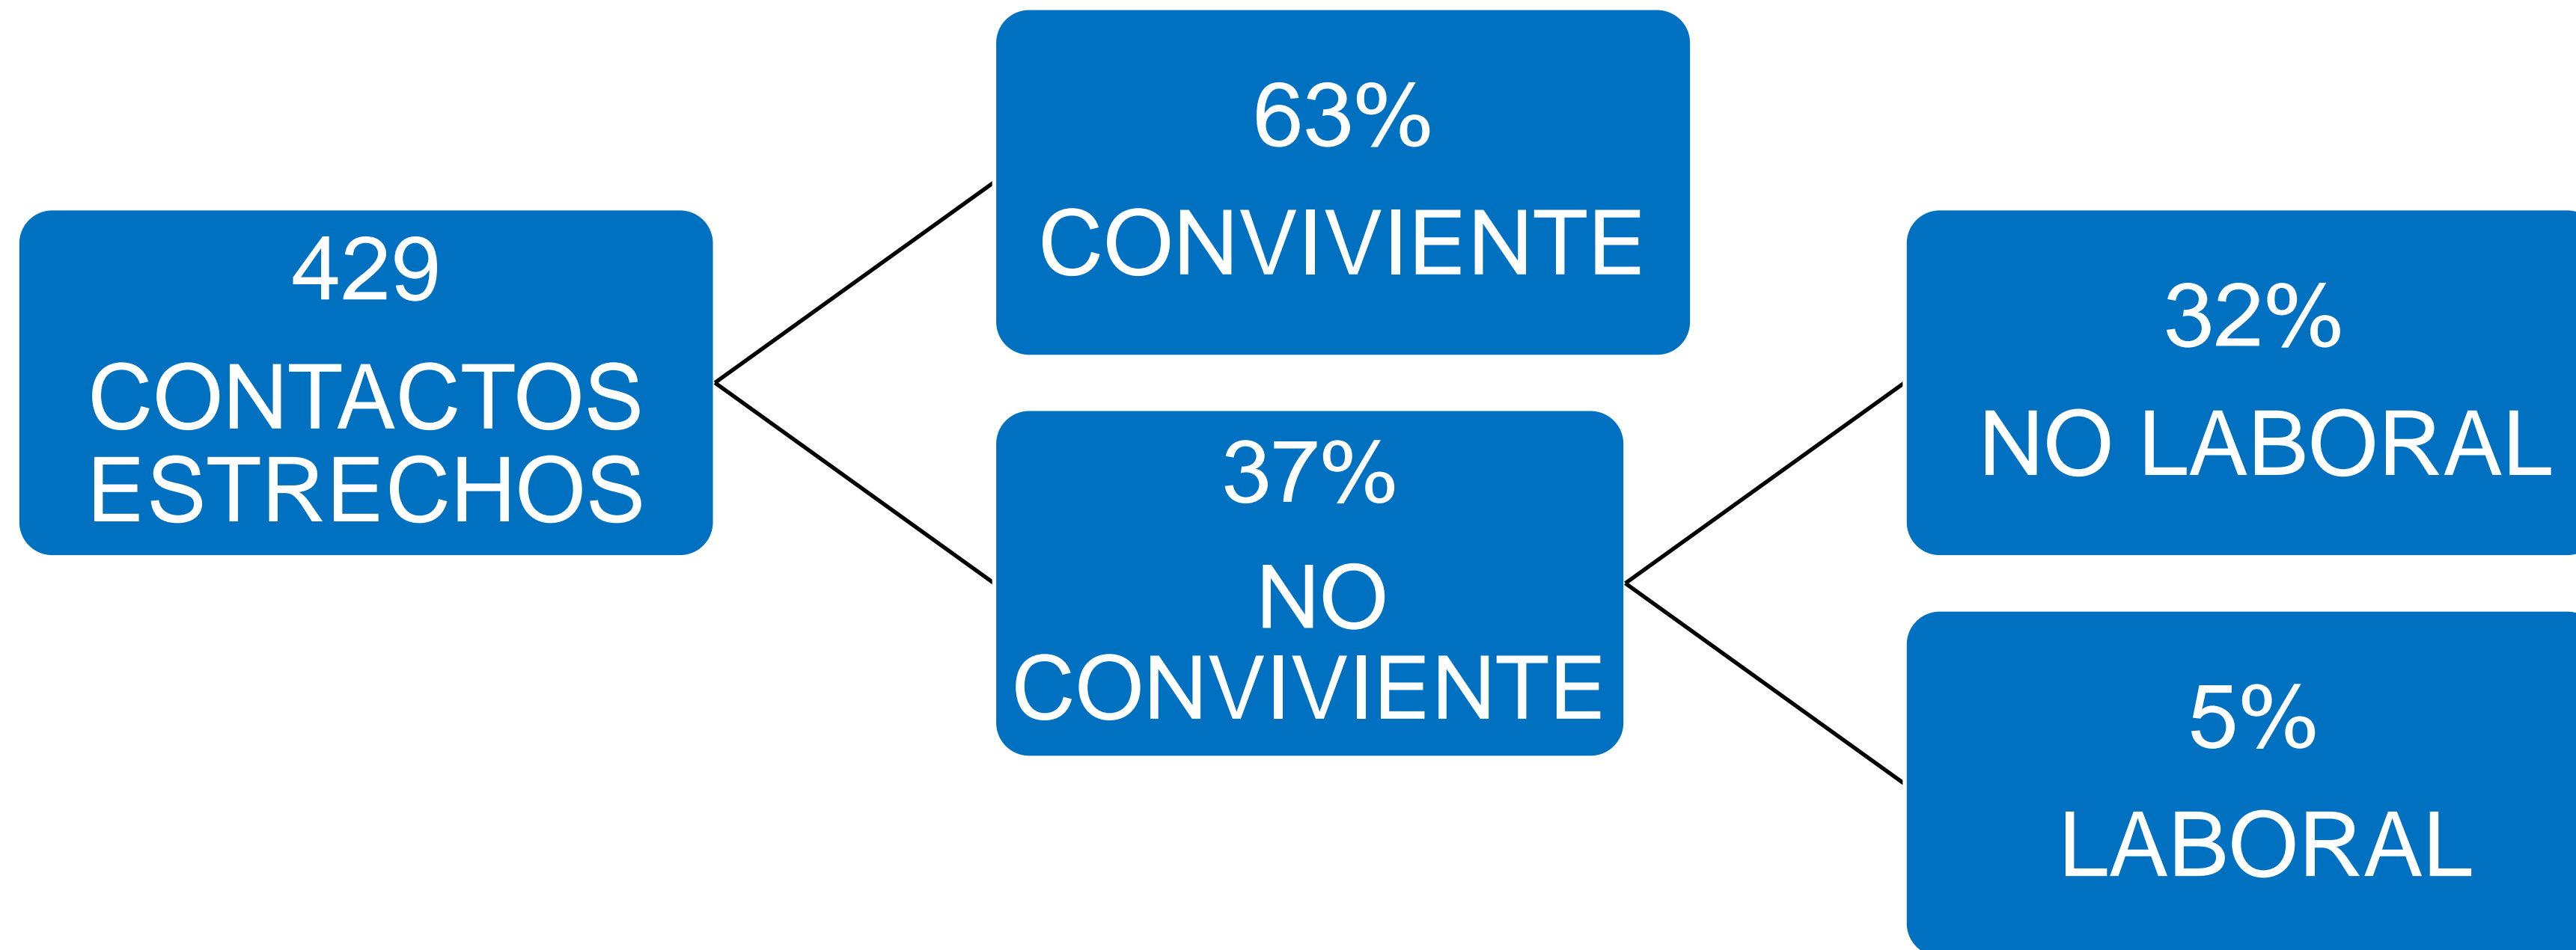 429
CONTACTOS
ESTRECHOS
63%
CONVIVIENTE
37%
NO
CONVIVIENTE
32%
NO LABORAL
5%
LABORAL